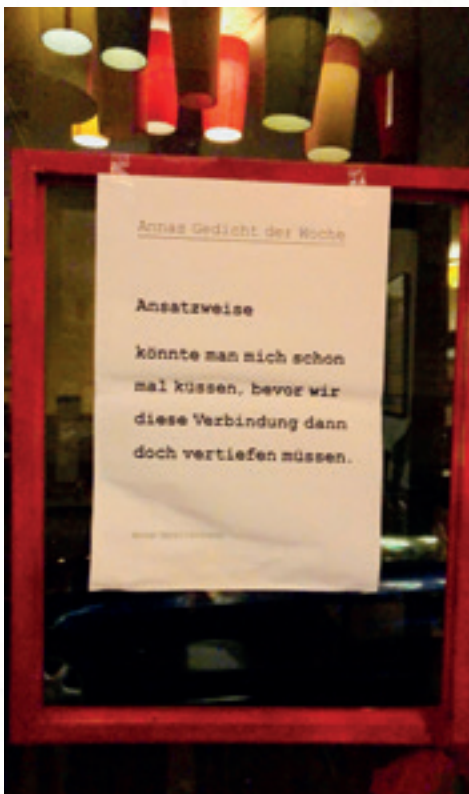 Annas Gedicht der Woche
Ansatzweise
könnte man mich schon
mal küssen, bevor wir
diese Verbindung dann
doch vertiefen müssen.